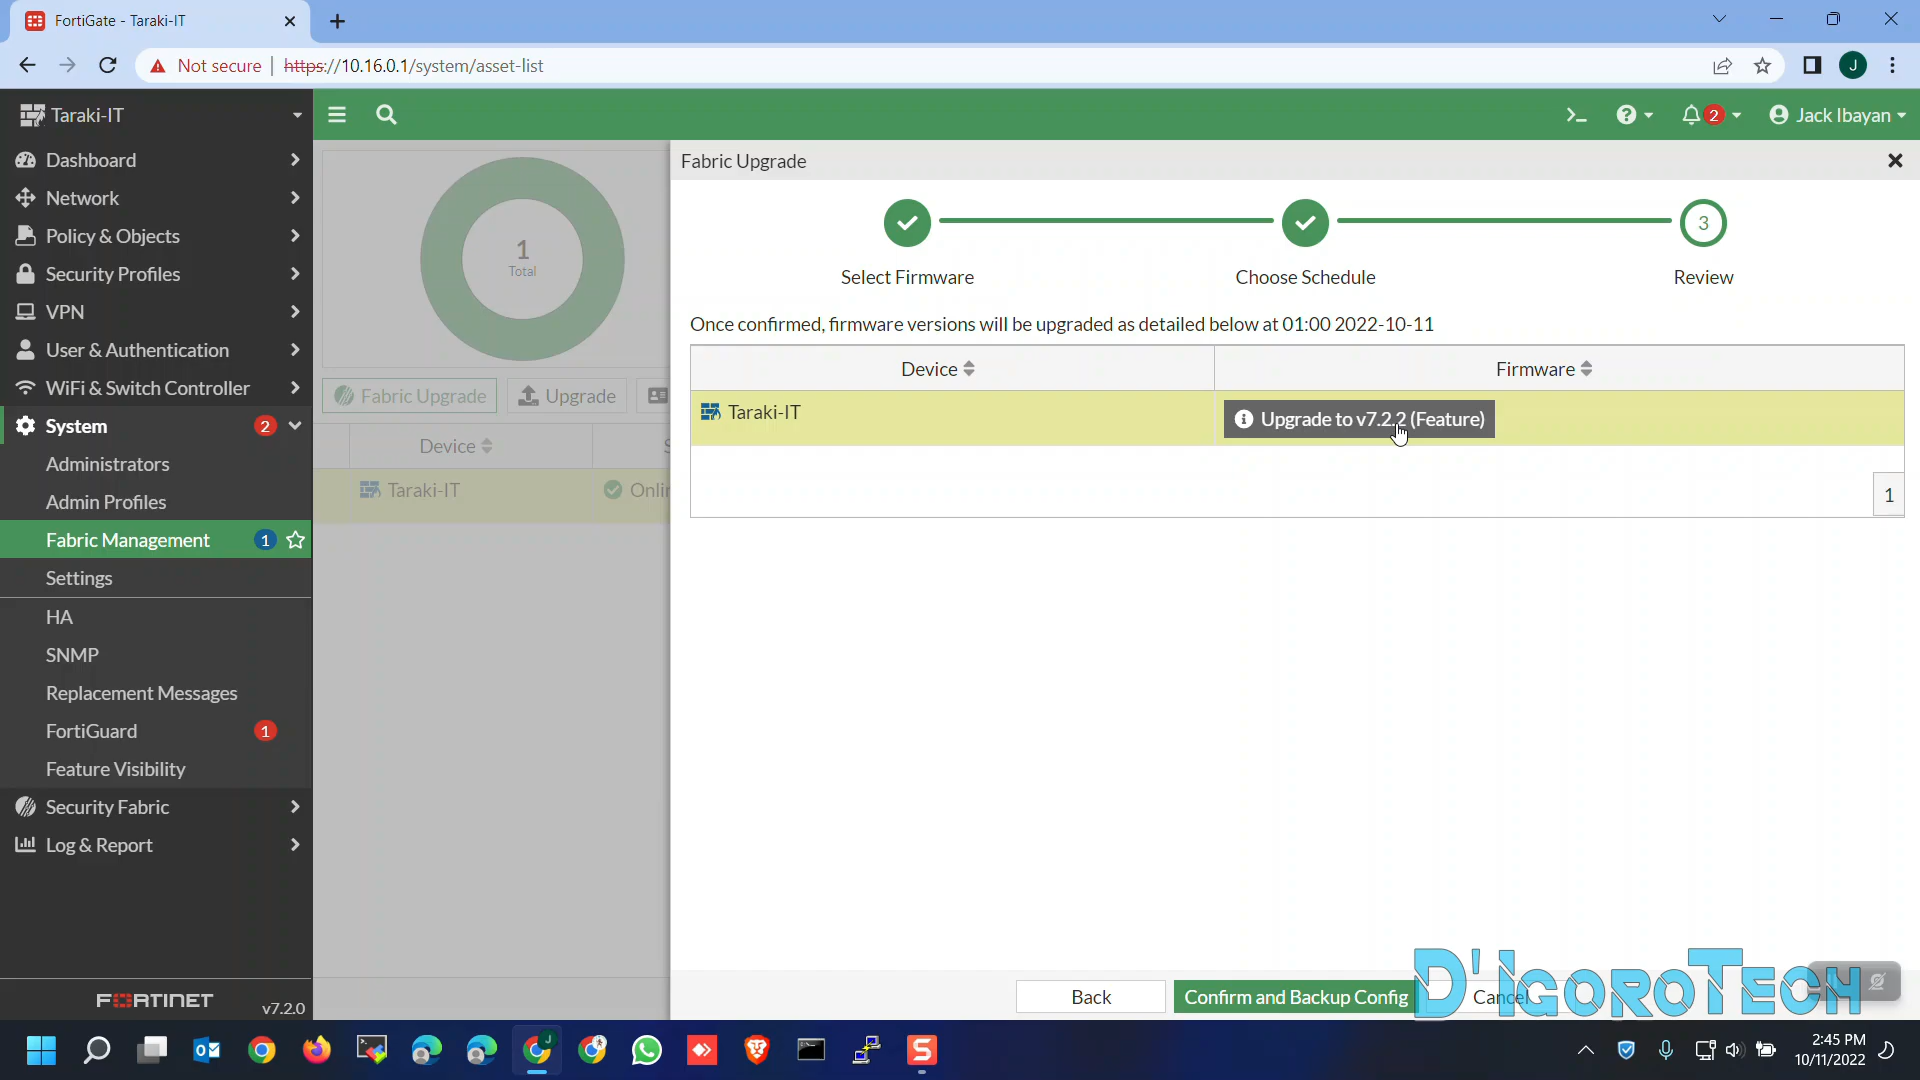 FortiGate - Taraki-IT
Not secure | https://10.16.0.1/system/asset-list
J
Taraki-IT
2
Jack Ibayan
Dashboard
Network
Policy & Objects
Security Profiles
VPN
User & Authentication
WiFi & Switch Controller
System 2
Administrators
Admin Profiles
Fabric Management 1
Settings
HA
SNMP
Replacement Messages
FortiGuard 1
Feature Visibility
Security Fabric
Log & Report
FORTINET v7.2.0
1
Total
Fabric Upgrade
Upgrade
Device
Taraki-IT
Fabric Upgrade
3
Select Firmware
Choose Schedule
Review
Once confirmed, firmware versions will be upgraded as detailed below at 01:00 2022-10-11
Device
Firmware
Taraki-IT
Upgrade to v7.2.2 (Feature)
1
Back
Confirm and Backup Config
Cancel
D'IGOROTECH
J
S
2:45 PM
10/11/2022